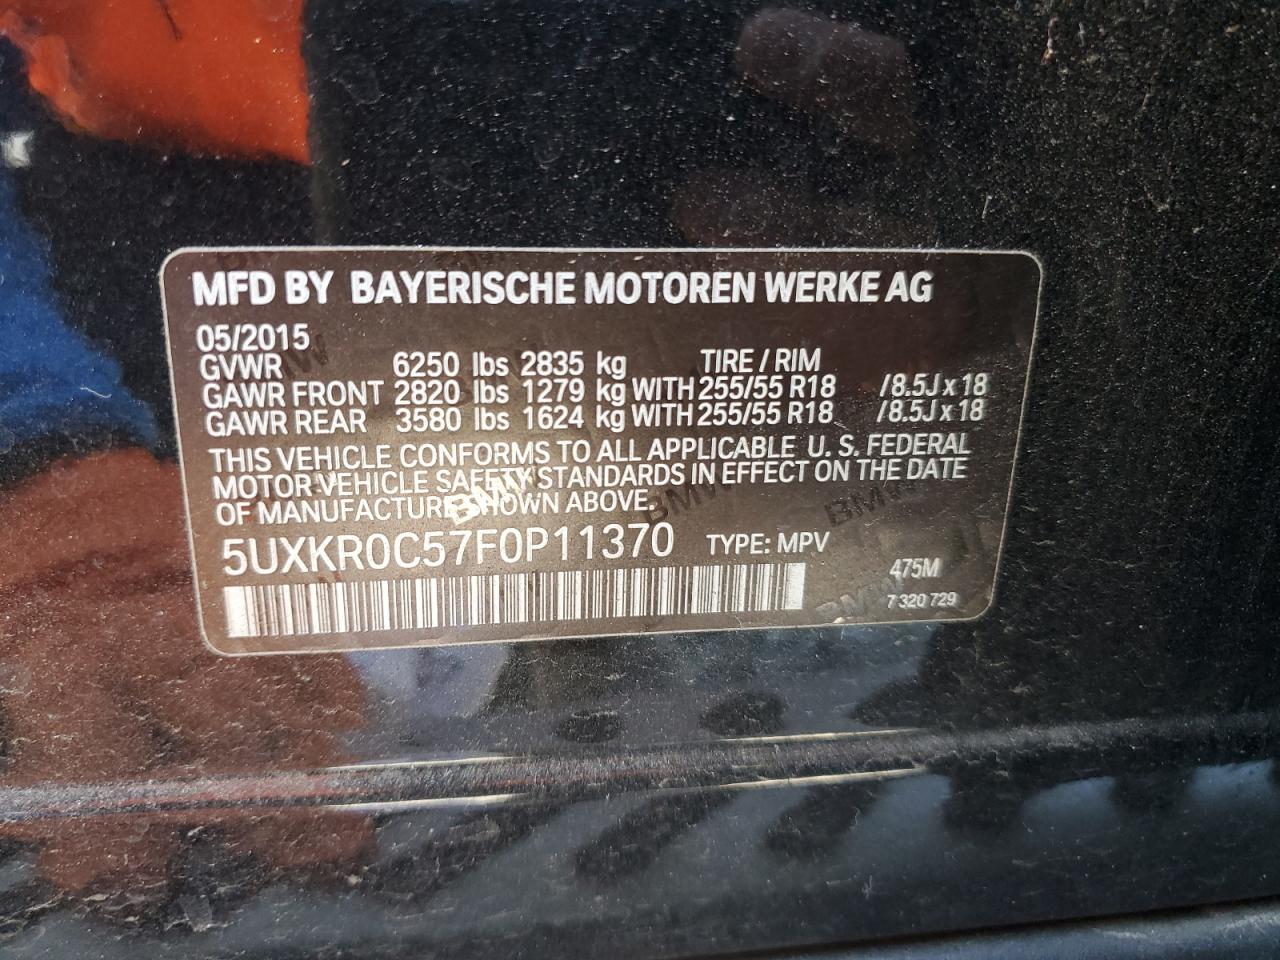 MFD BY BAYERISCHE MOTOREN WERKE AG
05/2015
GVWR 6250 lbs 2835 kg TIRE / RIM
GAWR FRONT 2820 lbs 1279 kg WITH 255/55 R18 /8.5J x 18
GAWR REAR 3580 lbs 1624 kg WITH 255/55 R18 /8.5J x 18
THIS VEHICLE CONFORMS TO ALL APPLICABLE U. S. FEDERAL
MOTOR VEHICLE SAFETY STANDARDS IN EFFECT ON THE DATE
OF MANUFACTURE SHOWN ABOVE.
5UXKR0C57F0P11370 TYPE: MPV
475M
7 320 729